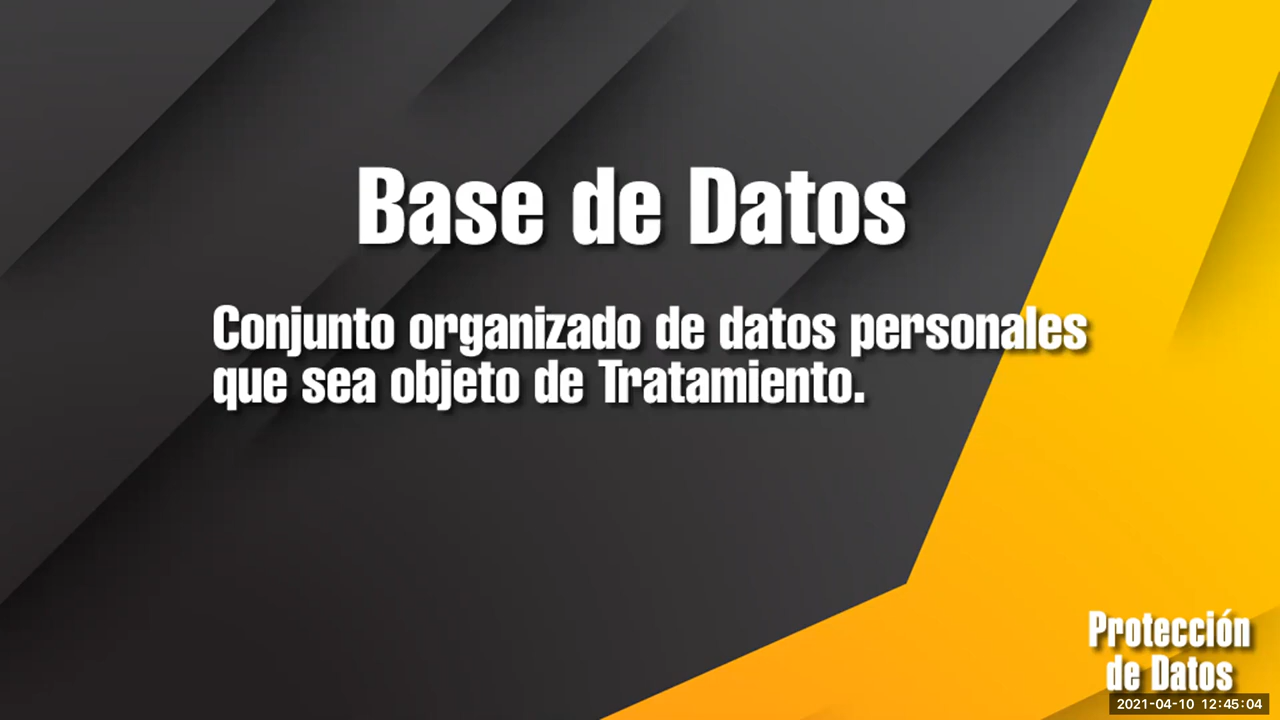 Base de Datos
Conjunto organizado de datos personales
que sea objeto de Tratamiento.
Protección
de Datos
2021-04-10 12:45:04